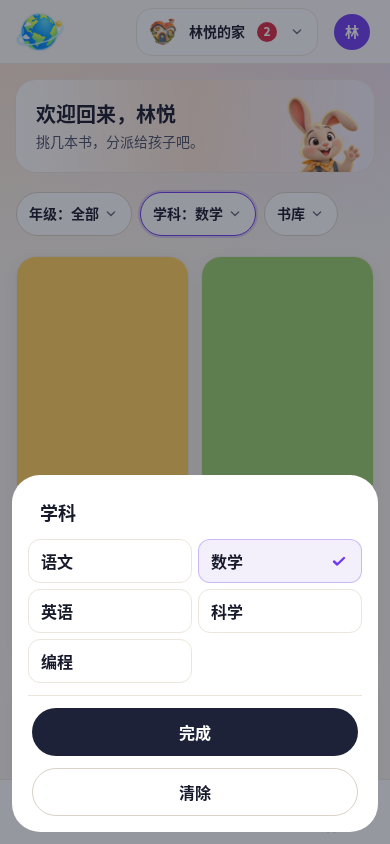 林悦的家 2 林
欢迎回来，林悦
挑几本书，分派给孩子吧。
年级：全部 学科：数学 书库
学科
语文 数学
英语 科学
编程
完成
清除